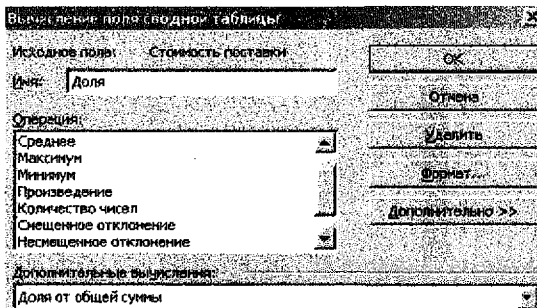 Вычисление поля сводной таблицы
Исходное поле: Стоимость поставки
Имя: Доля
Операция:
Среднее
Максимум
Минимум
Произведение
Количество чисел
Смещенное отклонение
Несмещенное отклонение
Дополнительные вычисления:
Доля от общей суммы
OK
Отмена
Удалить
Формат...
Дополнительно >>